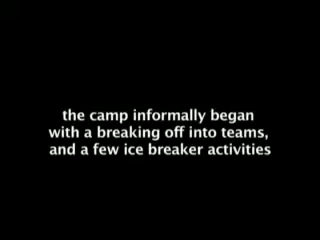 the camp informally began
with a breaking off into teams,
and a few ice breaker activities